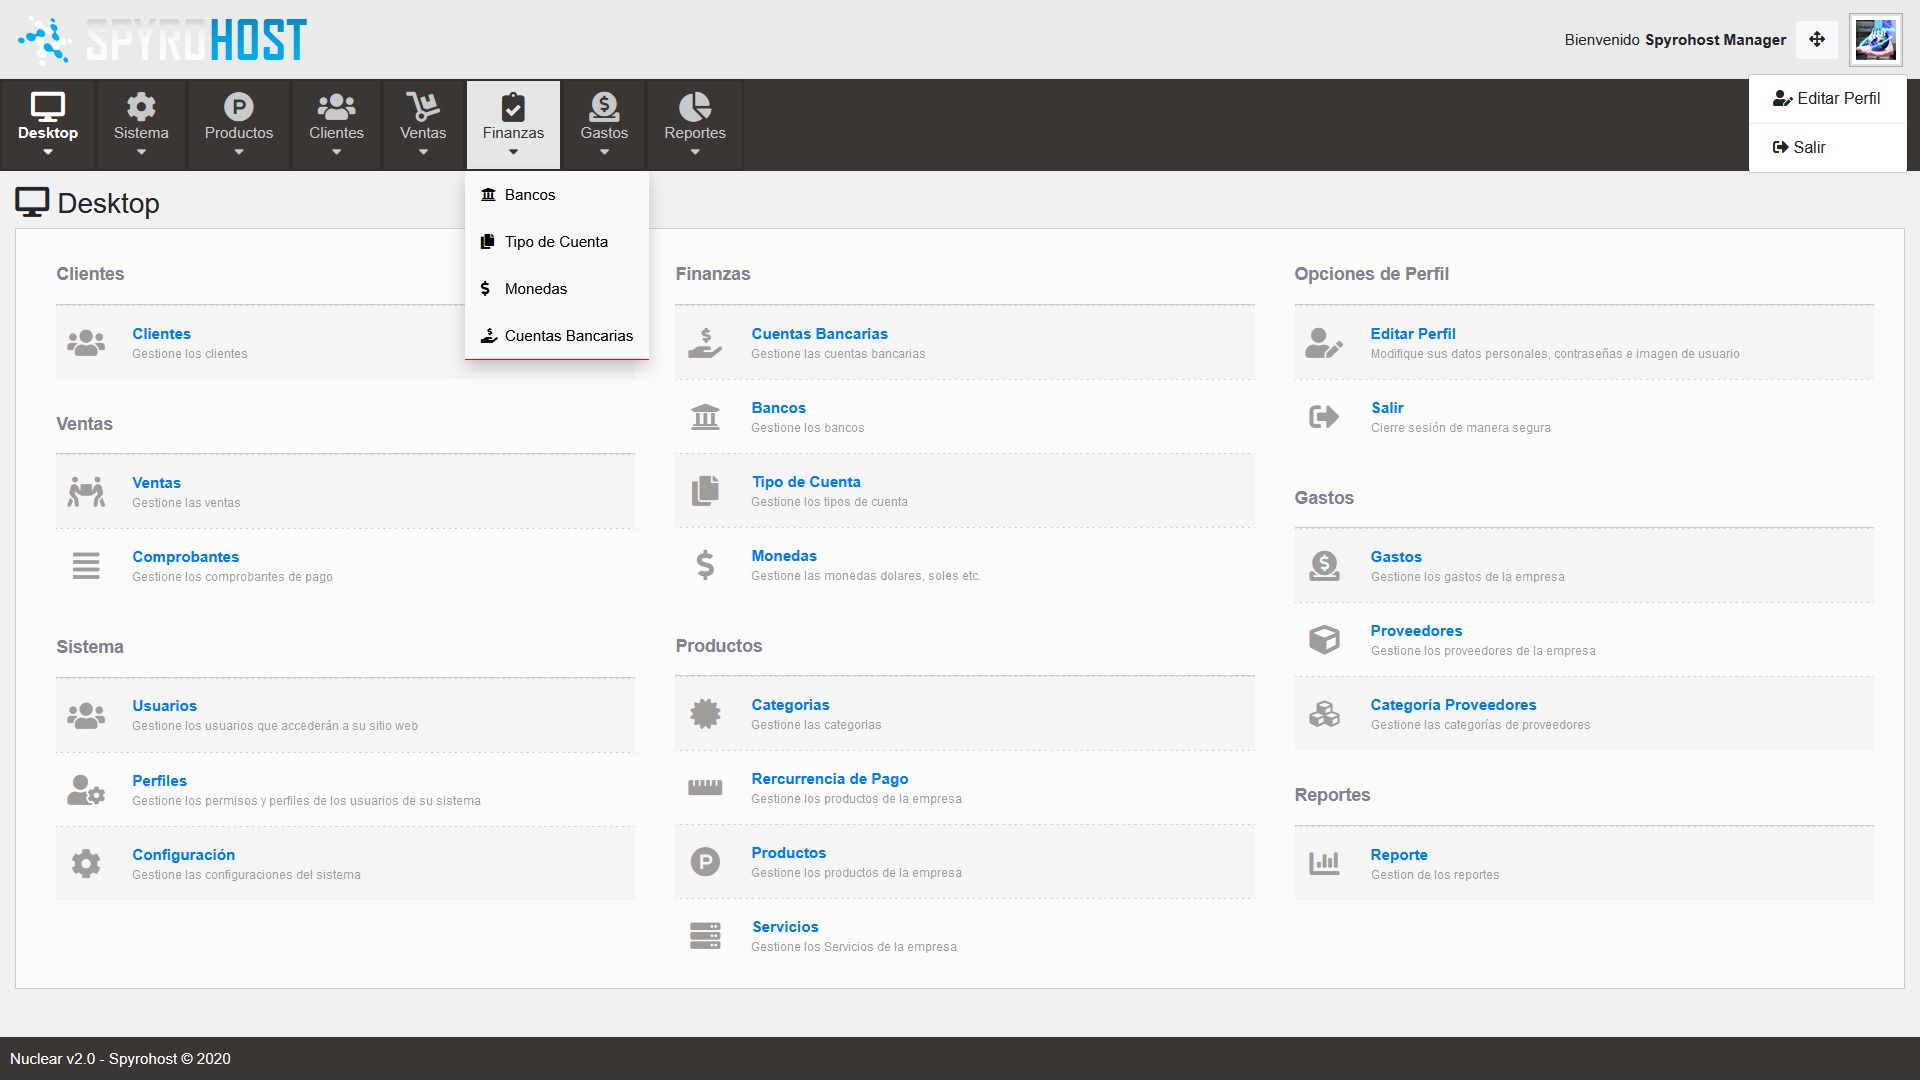 SPYROHOST
Bienvenido Spyrohost Manager
Editar Perfil
Salir
Desktop
Sistema
Productos
Clientes
Ventas
Finanzas
Gastos
Reportes
Bancos
Tipo de Cuenta
Monedas
Cuentas Bancarias
Desktop
Clientes
Clientes
Gestione los clientes
Ventas
Ventas
Gestione las ventas
Comprobantes
Gestione los comprobantes de pago
Sistema
Usuarios
Gestione los usuarios que accederán a su sitio web
Perfiles
Gestione los permisos y perfiles de los usuarios de su sistema
Configuración
Gestione las configuraciones del sistema
Finanzas
Cuentas Bancarias
Gestione las cuentas bancarias
Bancos
Gestione los bancos
Tipo de Cuenta
Gestione los tipos de cuenta
Monedas
Gestione las monedas dolares, soles etc.
Productos
Categorias
Gestione las categorias
Rercurrencia de Pago
Gestione los productos de la empresa
Productos
Gestione los productos de la empresa
Servicios
Gestione los Servicios de la empresa
Opciones de Perfil
Editar Perfil
Modifique sus datos personales, contraseñas e imagen de usuario
Salir
Cierre sesión de manera segura
Gastos
Gastos
Gestione los gastos de la empresa
Proveedores
Gestione los proveedores de la empresa
Categoría Proveedores
Gestione las categorías de proveedores
Reportes
Reporte
Gestion de los reportes
Nuclear v2.0 - Spyrohost © 2020